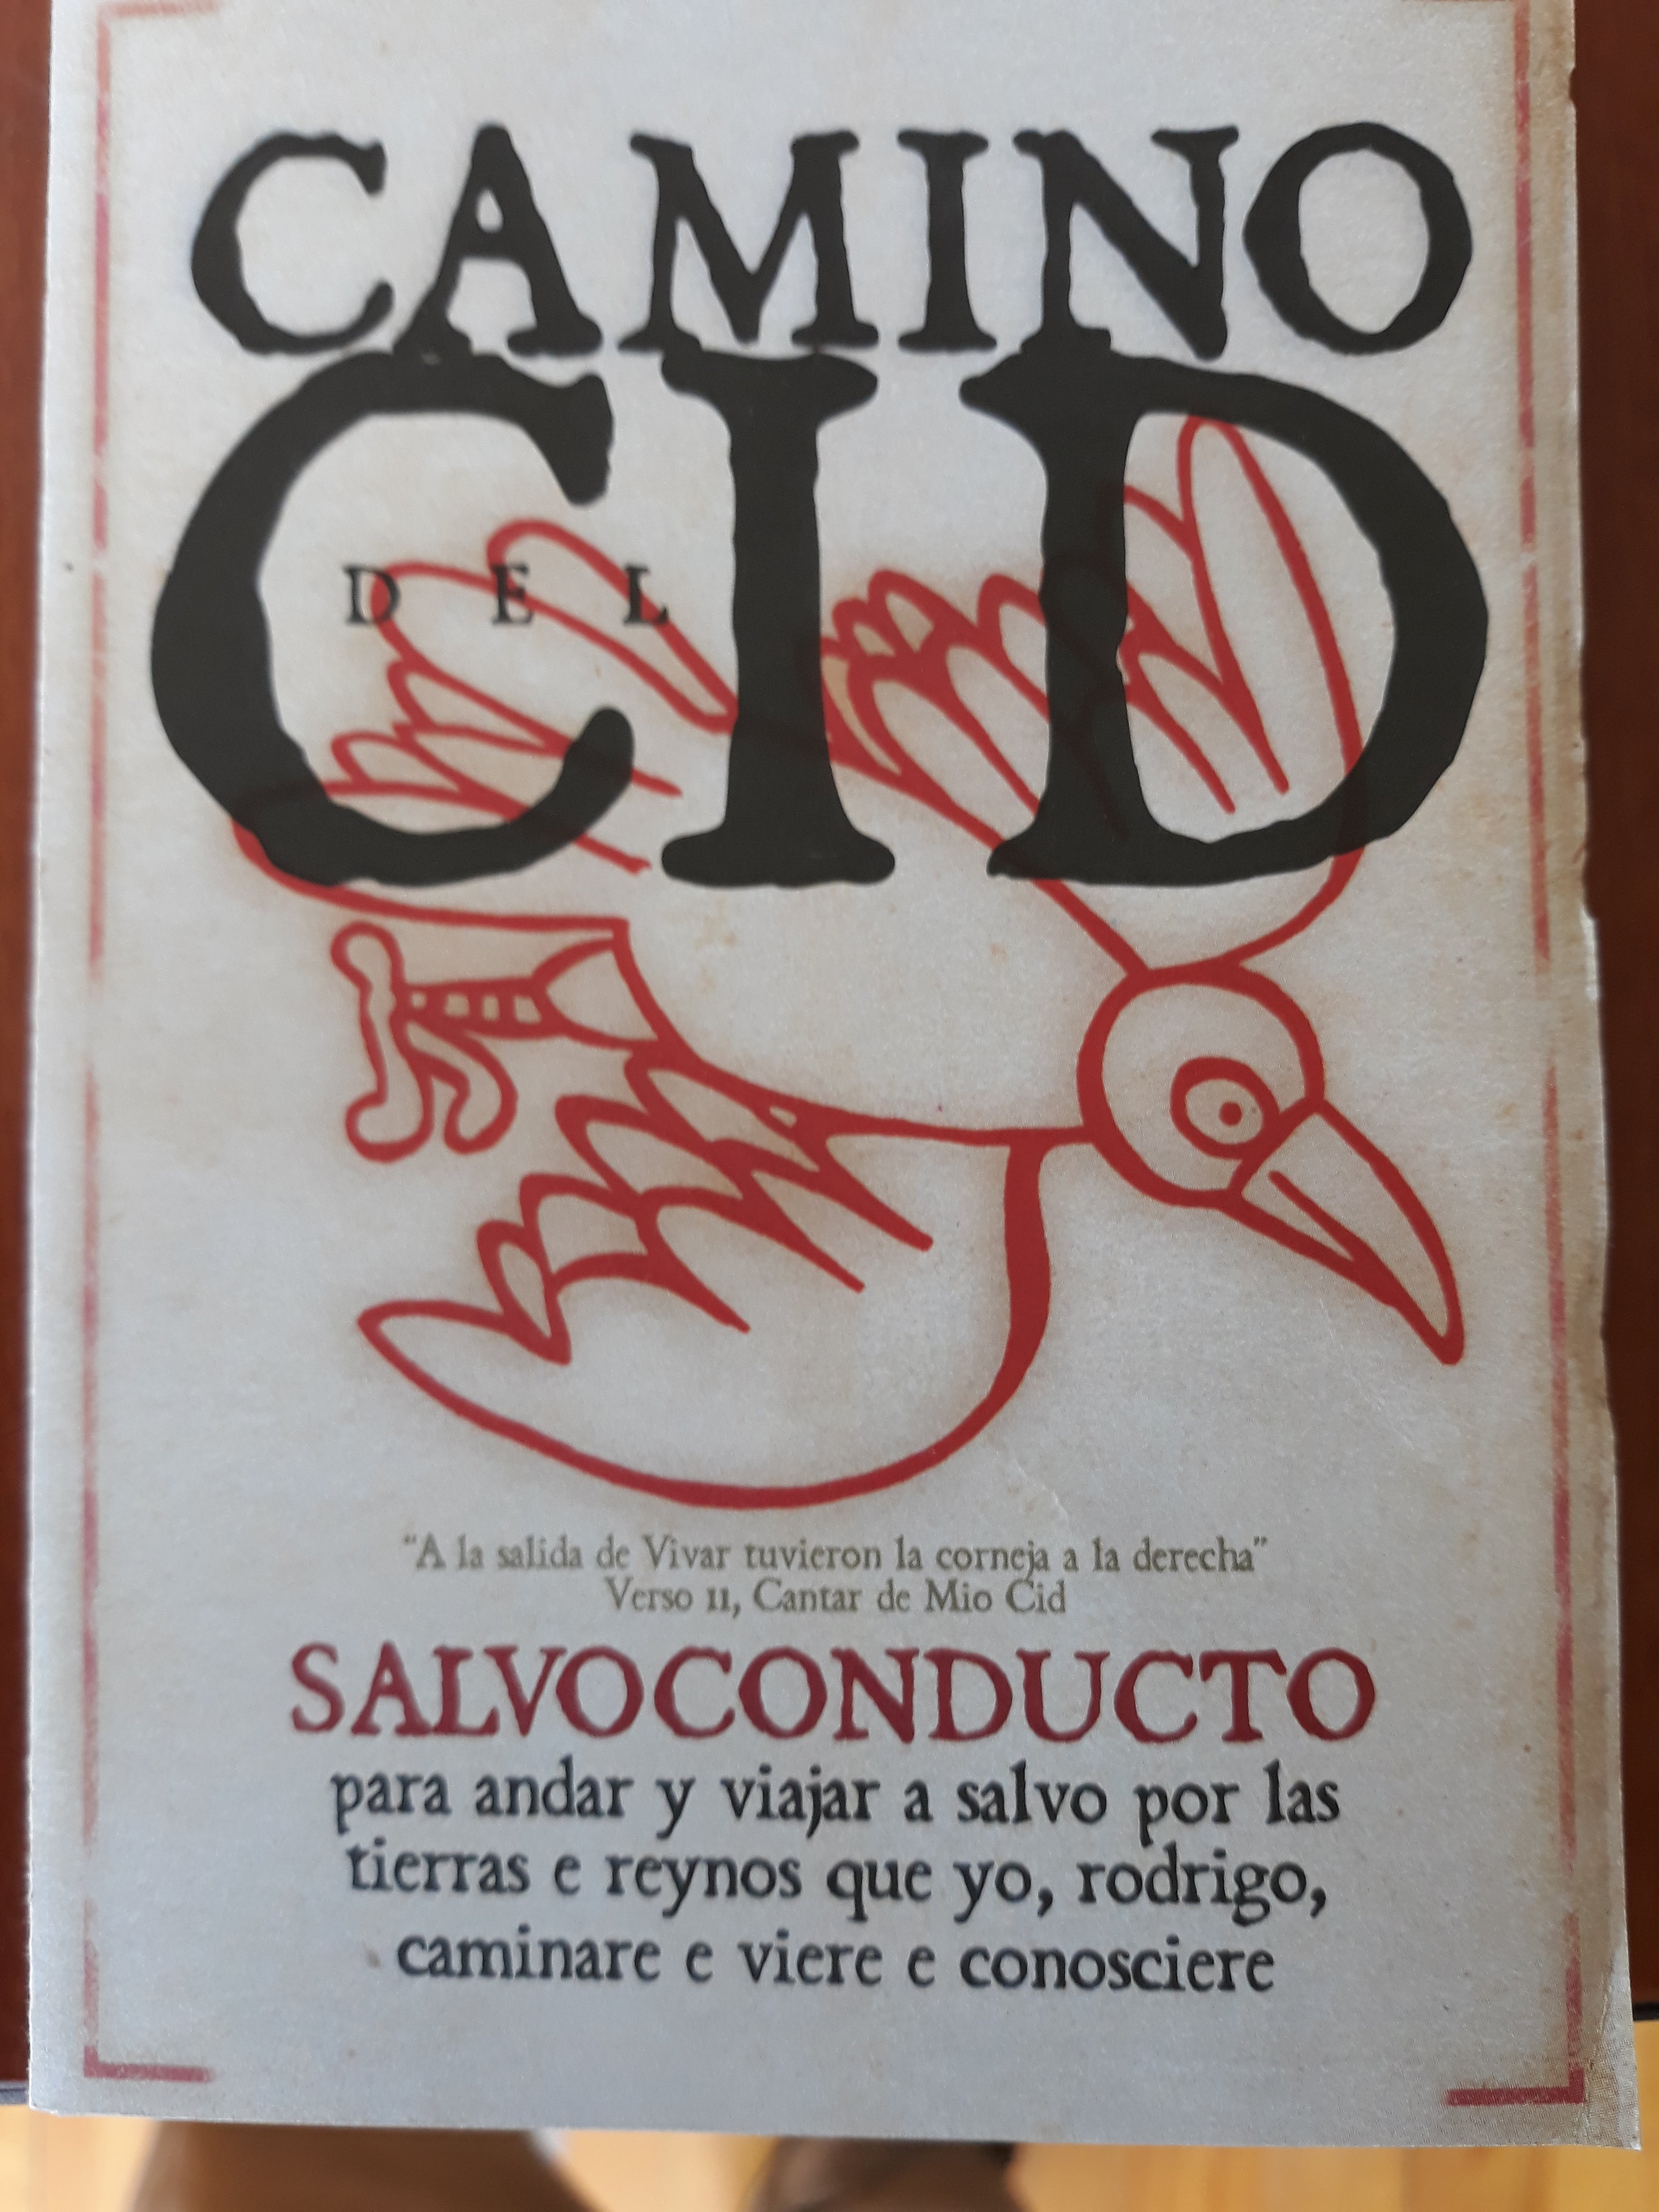 CAMINO
DEL
CID
“A la salida de Vivar tuvieron la corneja a la derecha”
Verso 11, Cantar de Mio Cid
SALVOCONDUCTO
para andar y viajar a salvo por las
tierras e reynos que yo, rodrigo,
caminare e viere e conosciere